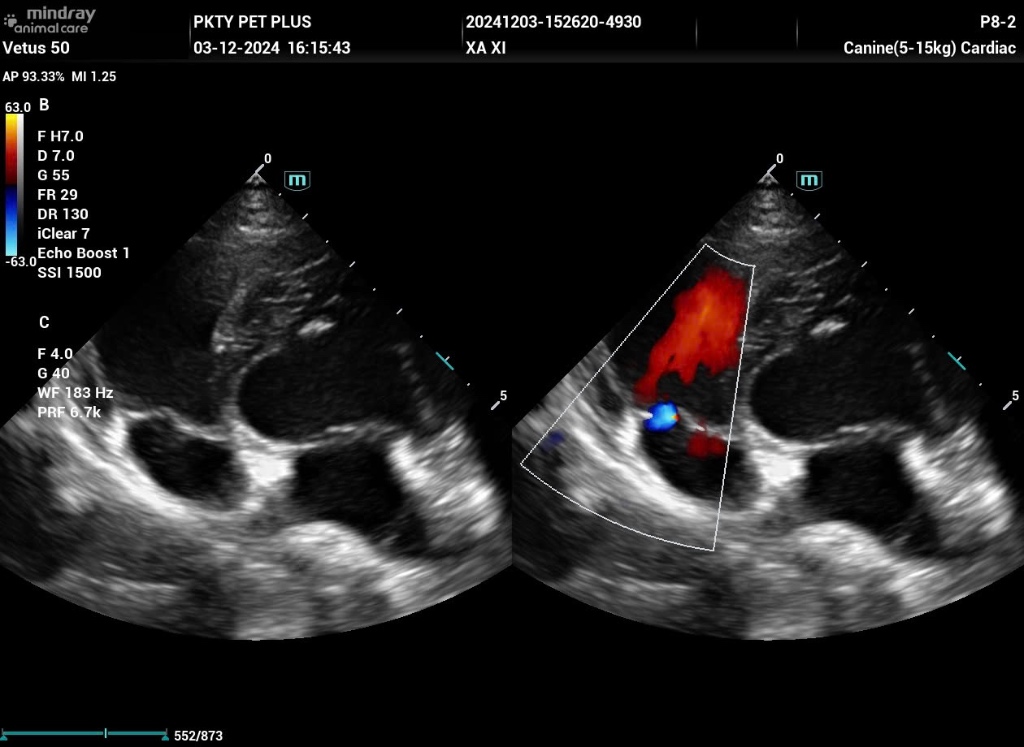 mindray
animal care
Vetus 50
PKTY PET PLUS
03-12-2024 16:15:43
20241203-152620-4930
XA XI
P8-2
Canine(5-15kg) Cardiac
AP 93.33% MI 1.25
63.0
B
F H7.0
D 7.0
G 55
FR 29
DR 130
iClear 7
Echo Boost 1
-63.0
SSI 1500
C
F 4.0
G 40
WF 183 Hz
PRF 6.7k
0
m
5
0
m
5
552/873